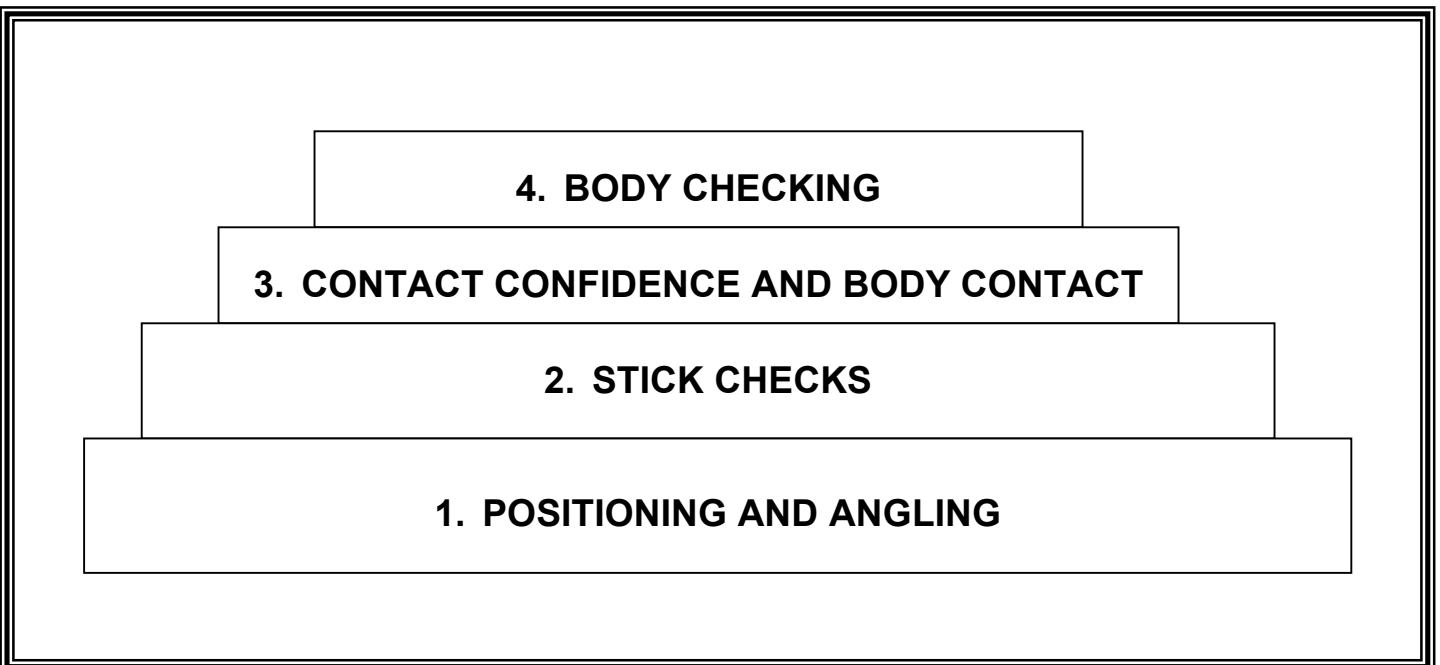 4. BODY CHECKING
3. CONTACT CONFIDENCE AND BODY CONTACT
2. STICK CHECKS
1. POSITIONING AND ANGLING